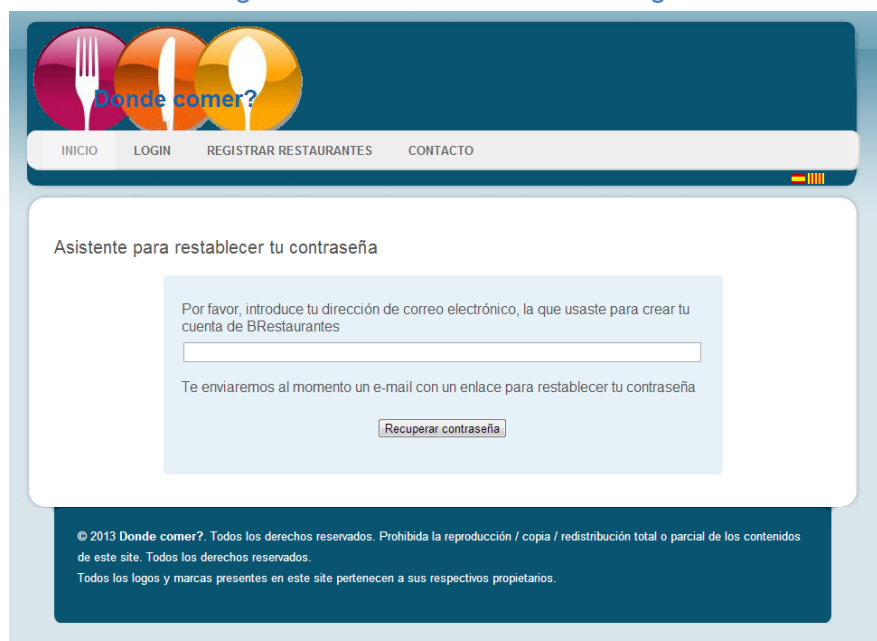 Donde comer?
INICIO LOGIN REGISTRAR RESTAURANTES CONTACTO
Asistente para restablecer tu contraseña
Por favor, introduce tu dirección de correo electrónico, la que usaste para crear tu
cuenta de BRestaurantes
Te enviaremos al momento un e-mail con un enlace para restablecer tu contraseña
Recuperar contraseña
© 2013 Donde comer?. Todos los derechos reservados. Prohibida la reproducción / copia / redistribución total o parcial de los contenidos
de este site. Todos los derechos reservados.
Todos los logos y marcas presentes en este site pertenecen a sus respectivos propietarios.